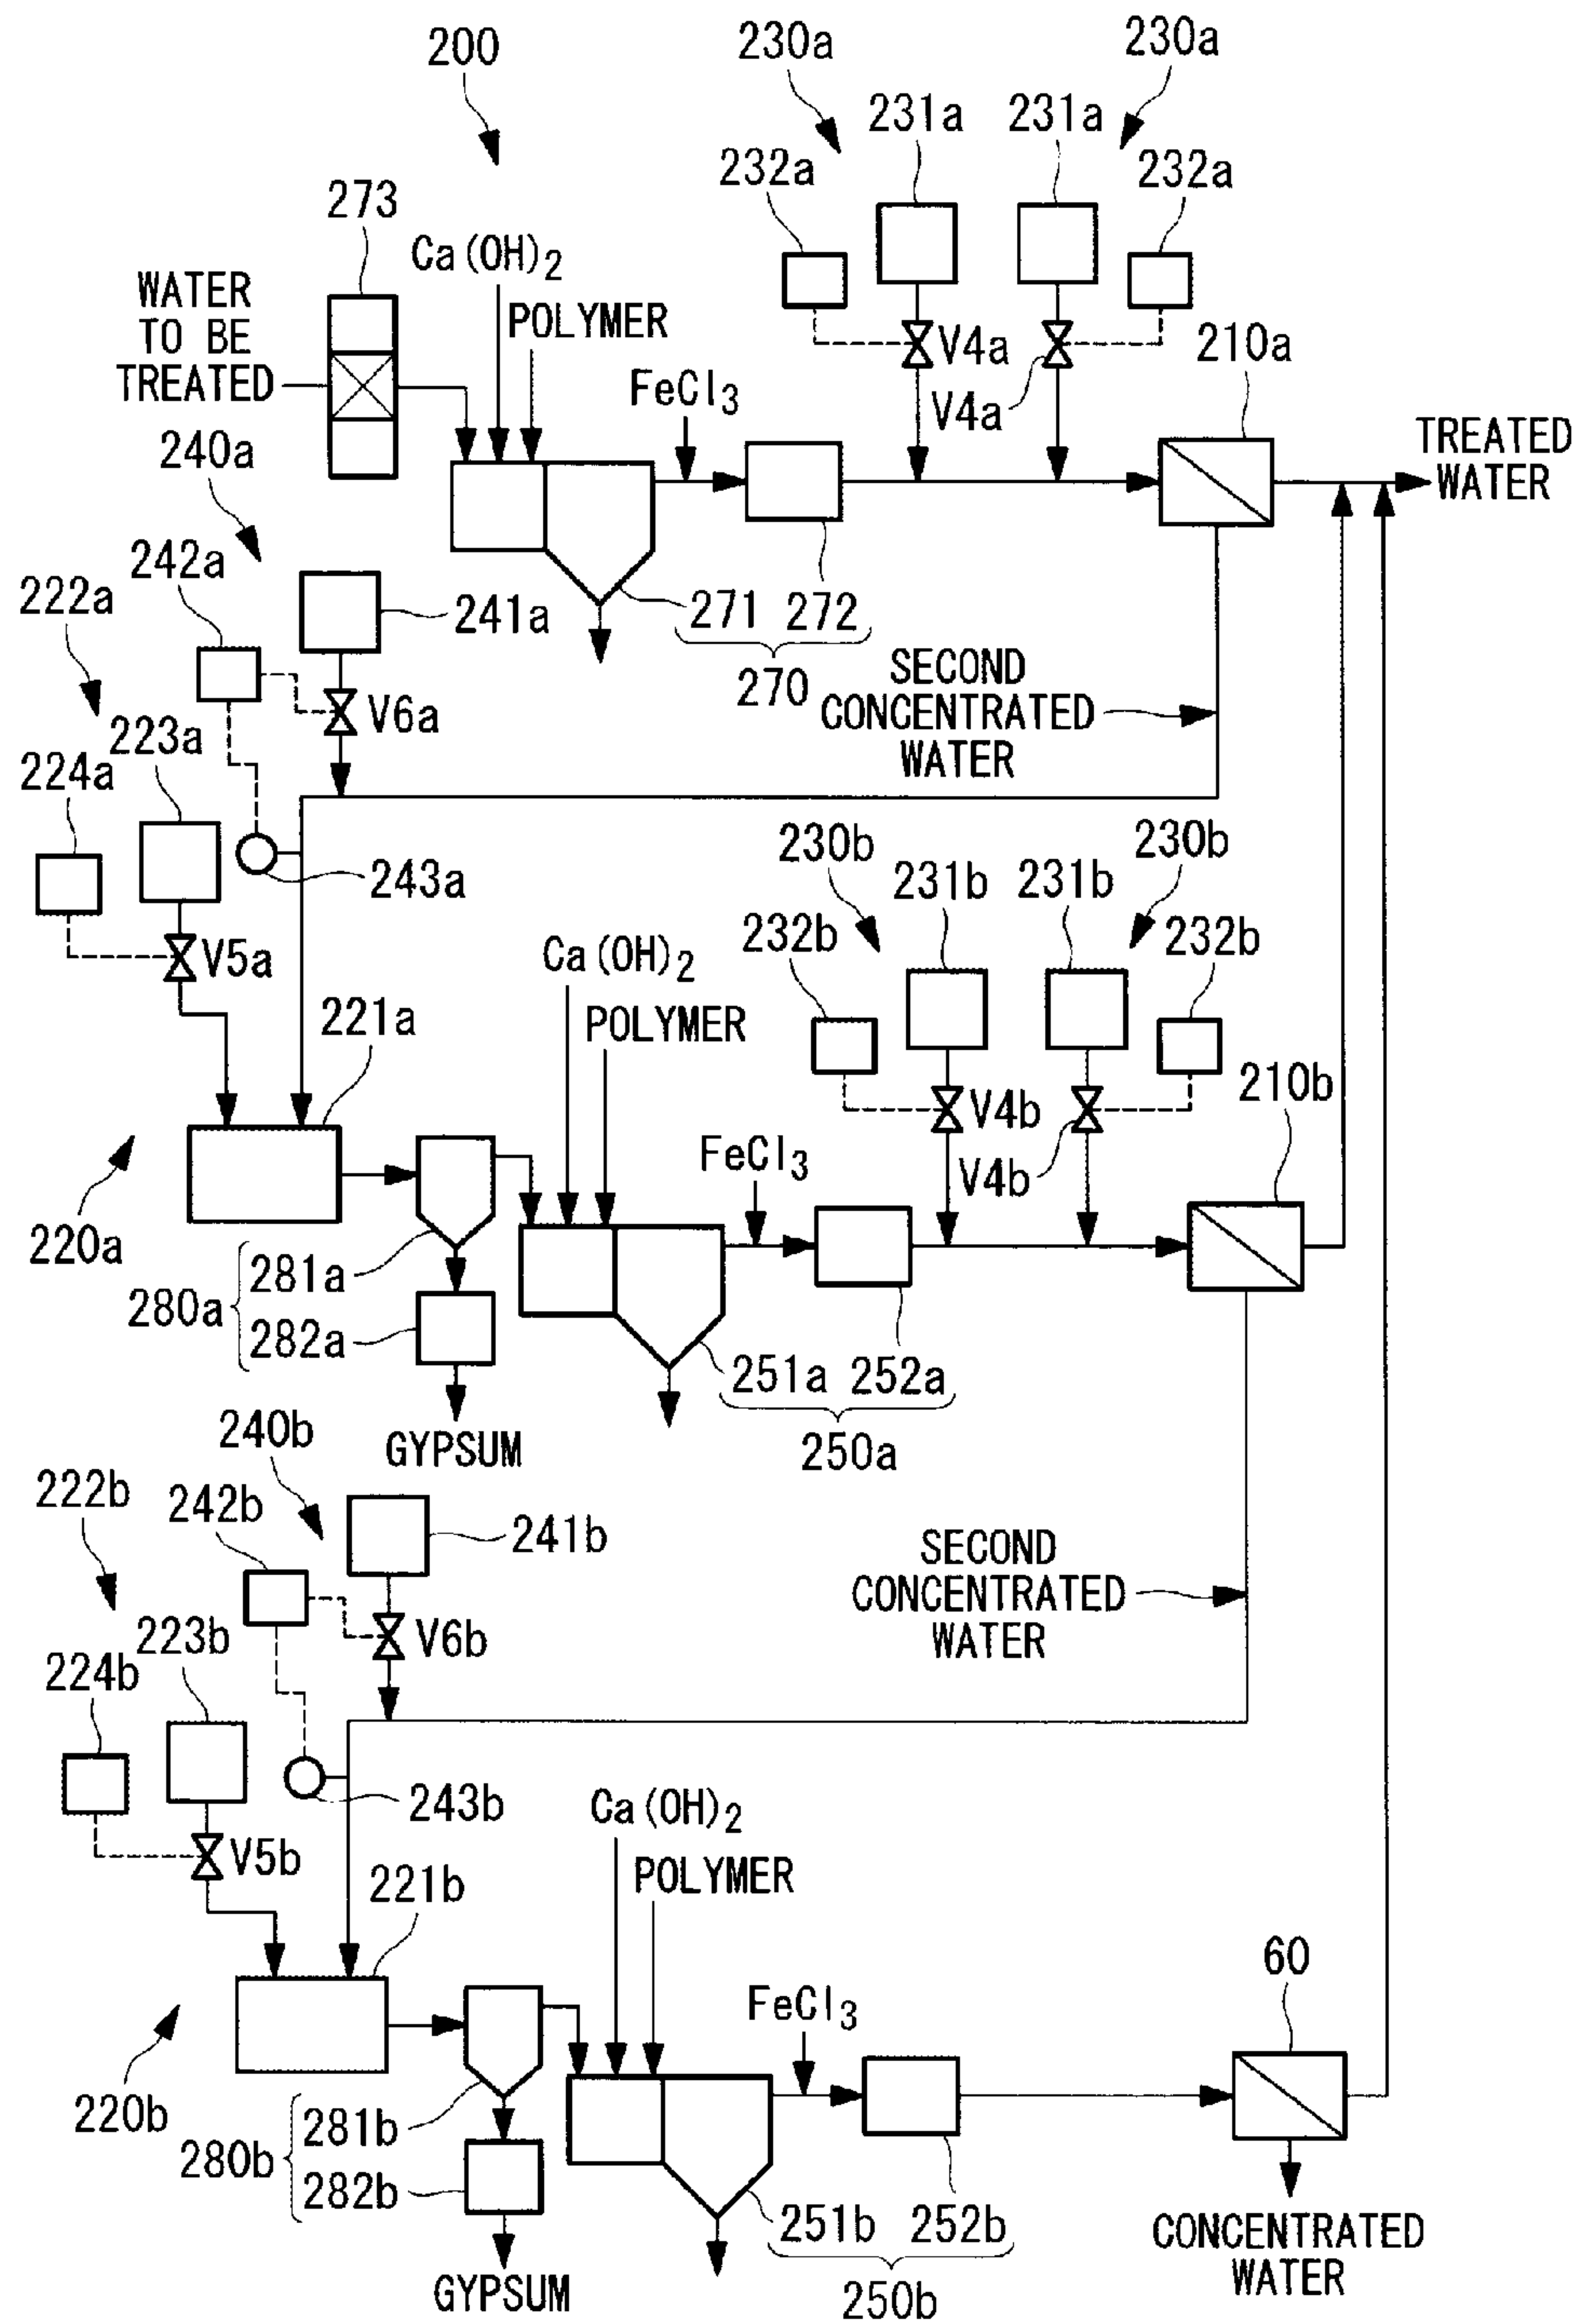 200
230a
230a
231a
231a
232a
232a
273
Ca(OH)2
WATER
TO BE
TREATED
POLYMER
V4a
210a
FeCl3
V4a
TREATED
WATER
240a
242a
222a
241a
271
272
270
SECOND
CONCENTRATED
WATER
V6a
223a
224a
243a
230b
230b
231b
231b
232b
232b
V5a
Ca(OH)2
221a
POLYMER
210b
V4b
FeCl3
V4b
220a
281a
280a
282a
251a
252a
250a
GYPSUM
240b
222b
242b
241b
SECOND
CONCENTRATED
WATER
V6b
223b
224b
243b
Ca(OH)2
V5b
POLYMER
221b
60
FeCl3
220b
281b
280b
282b
251b
252b
250b
GYPSUM
CONCENTRATED
WATER